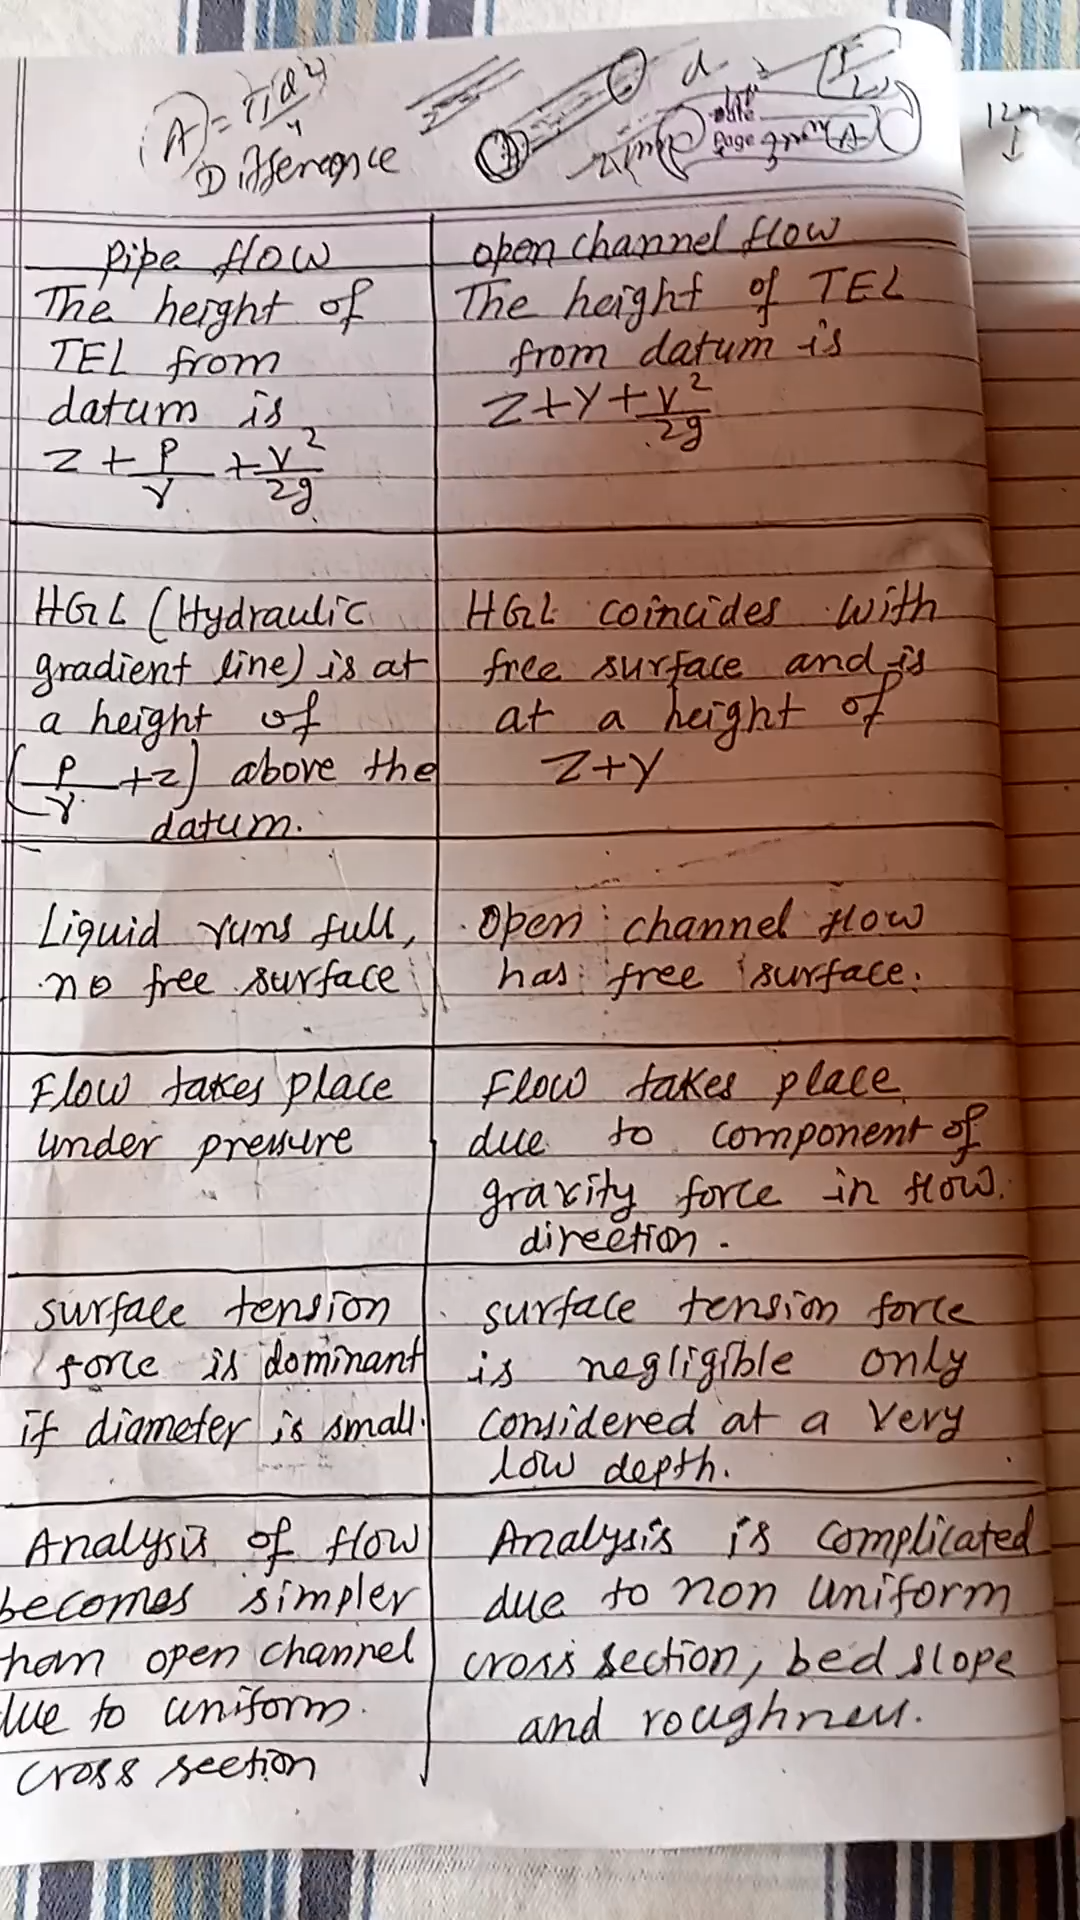 A = πd²/4
d
Date
Page
12m
Difference
Pipe flow
The height of
TEL from
datum is
Z + P/γ + V²/2g
HGL (Hydraulic
gradient line) is at
a height of
(P/γ + z) above the
datum.
Liquid runs full,
no free surface
Flow takes place
under pressure
surface tension
force is dominant
if diameter is small.
Analysis of flow
becomes simpler
han open channel
due to uniform
cross section
open channel flow
The height of TEL
from datum is
Z+Y+V²/2g
HGL coincides with
free surface and is
at a height of
Z+Y
Open channel flow
has free surface.
Flow takes place
due to component of
gravity force in flow
direction.
surface tension force
is negligible only
considered at a very
low depth.
Analysis is complicated
due to non uniform
cross section, bed slope
and roughness.